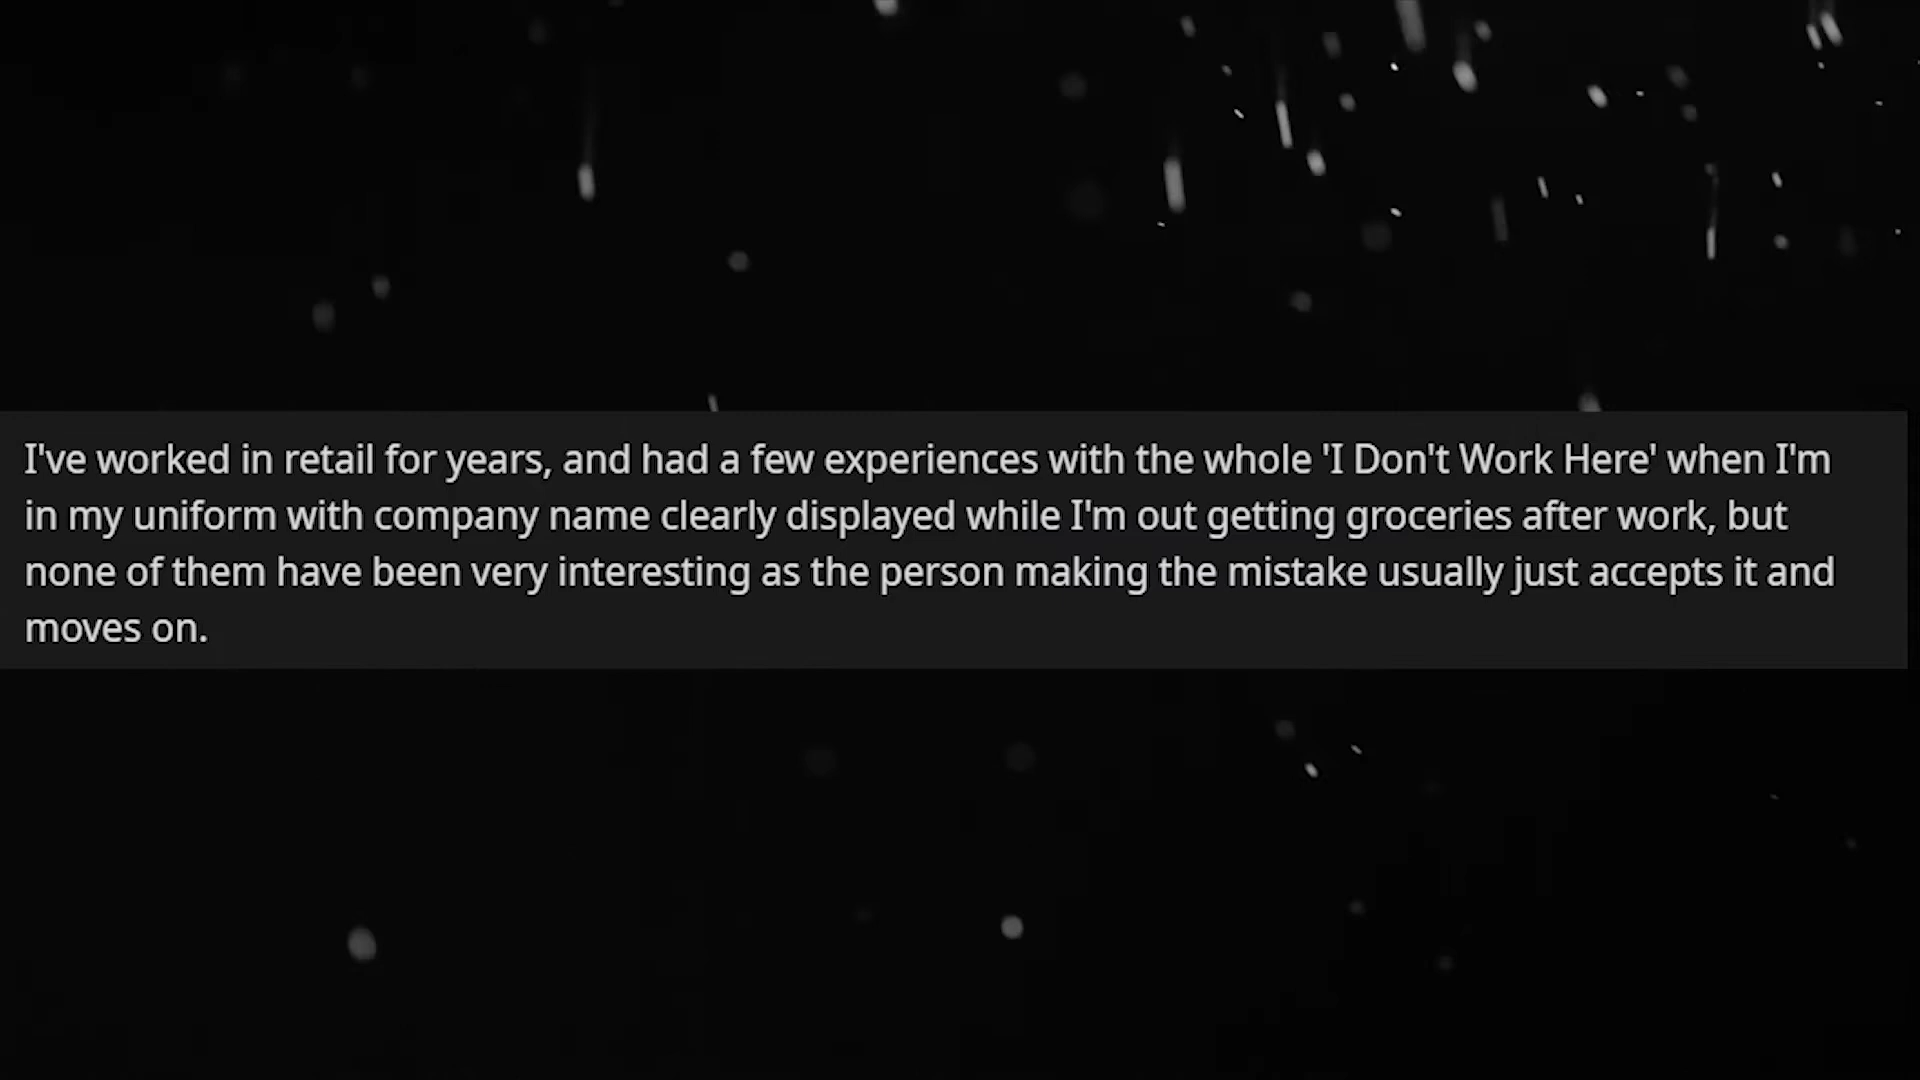 I've worked in retail for years, and had a few experiences with the whole 'I Don't Work Here' when I'm
in my uniform with company name clearly displayed while I'm out getting groceries after work, but
none of them have been very interesting as the person making the mistake usually just accepts it and
moves on.